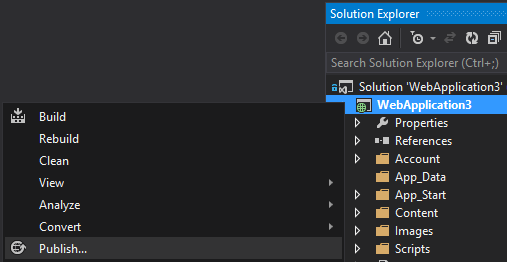 Solution Explorer
Search Solution Explorer (Ctrl+;)
Solution 'WebApplication3'
WebApplication3
Properties
References
Account
App_Data
App_Start
Content
Images
Scripts
Build
Rebuild
Clean
View
Analyze
Convert
Publish...